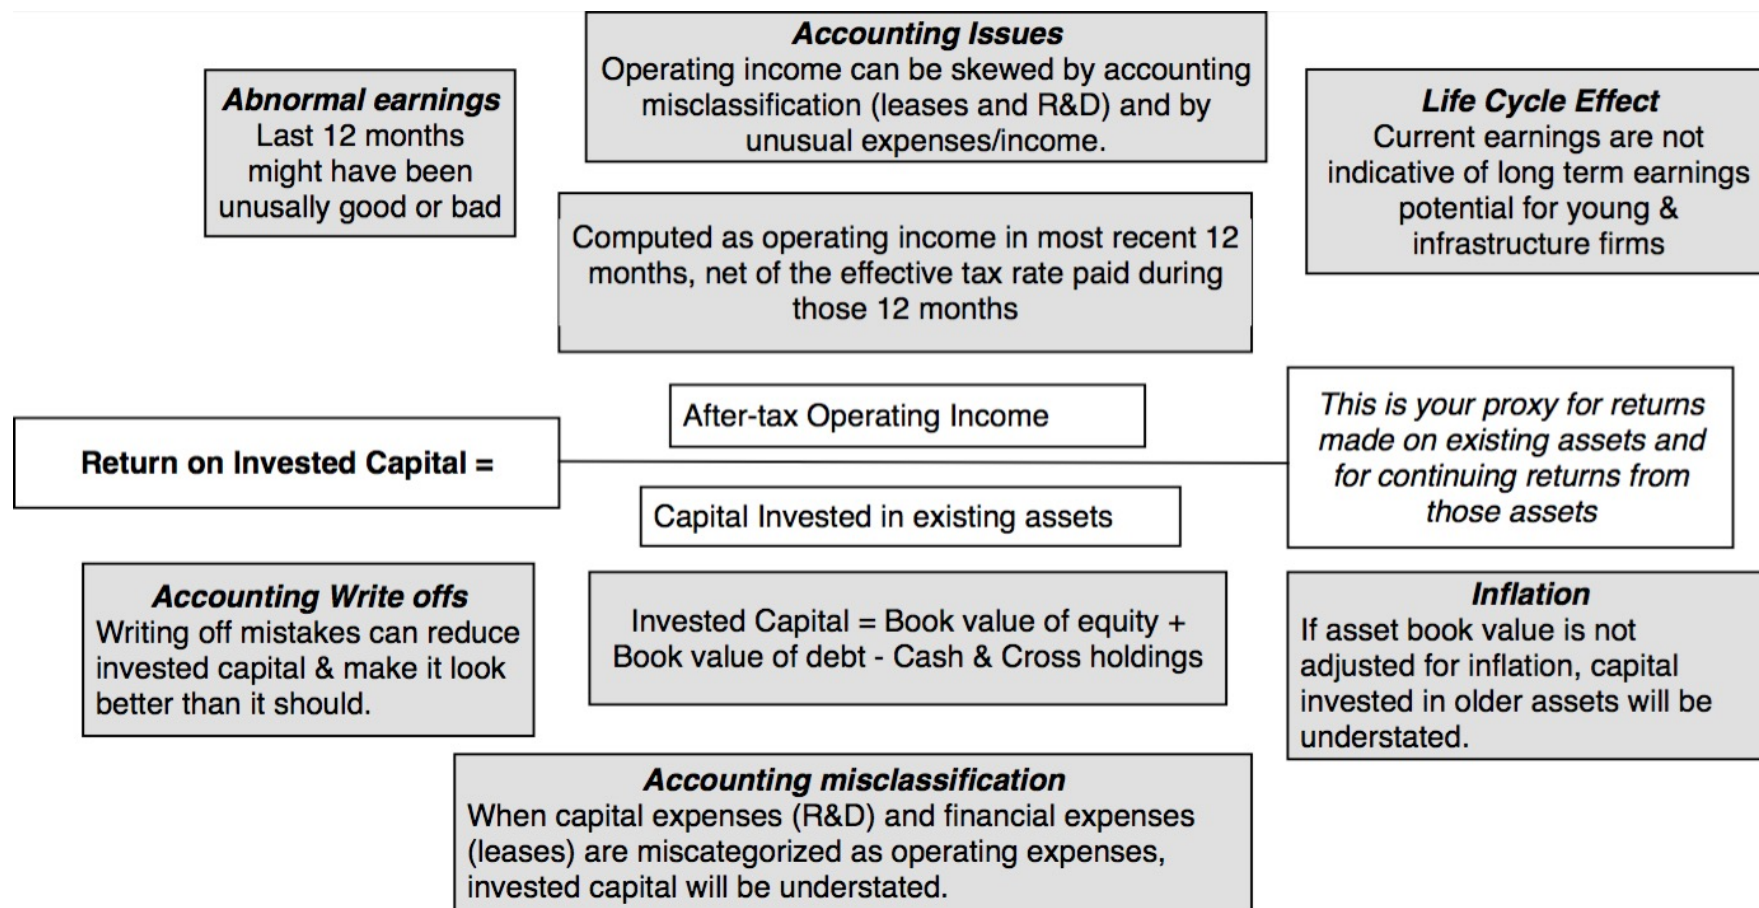 Accounting Issues
Operating income can be skewed by accounting
misclassification (leases and R&D) and by
unusual expenses/income.
Abnormal earnings
Last 12 months
might have been
unusally good or bad
Life Cycle Effect
Current earnings are not
indicative of long term earnings
potential for young &
infrastructure firms
Computed as operating income in most recent 12
months, net of the effective tax rate paid during
those 12 months
Return on Invested Capital =
After-tax Operating Income
Capital Invested in existing assets
This is your proxy for returns
made on existing assets and
for continuing returns from
those assets
Accounting Write offs
Writing off mistakes can reduce
invested capital & make it look
better than it should.
Invested Capital = Book value of equity +
Book value of debt - Cash & Cross holdings
Inflation
If asset book value is not
adjusted for inflation, capital
invested in older assets will be
understated.
Accounting misclassification
When capital expenses (R&D) and financial expenses
(leases) are miscategorized as operating expenses,
invested capital will be understated.